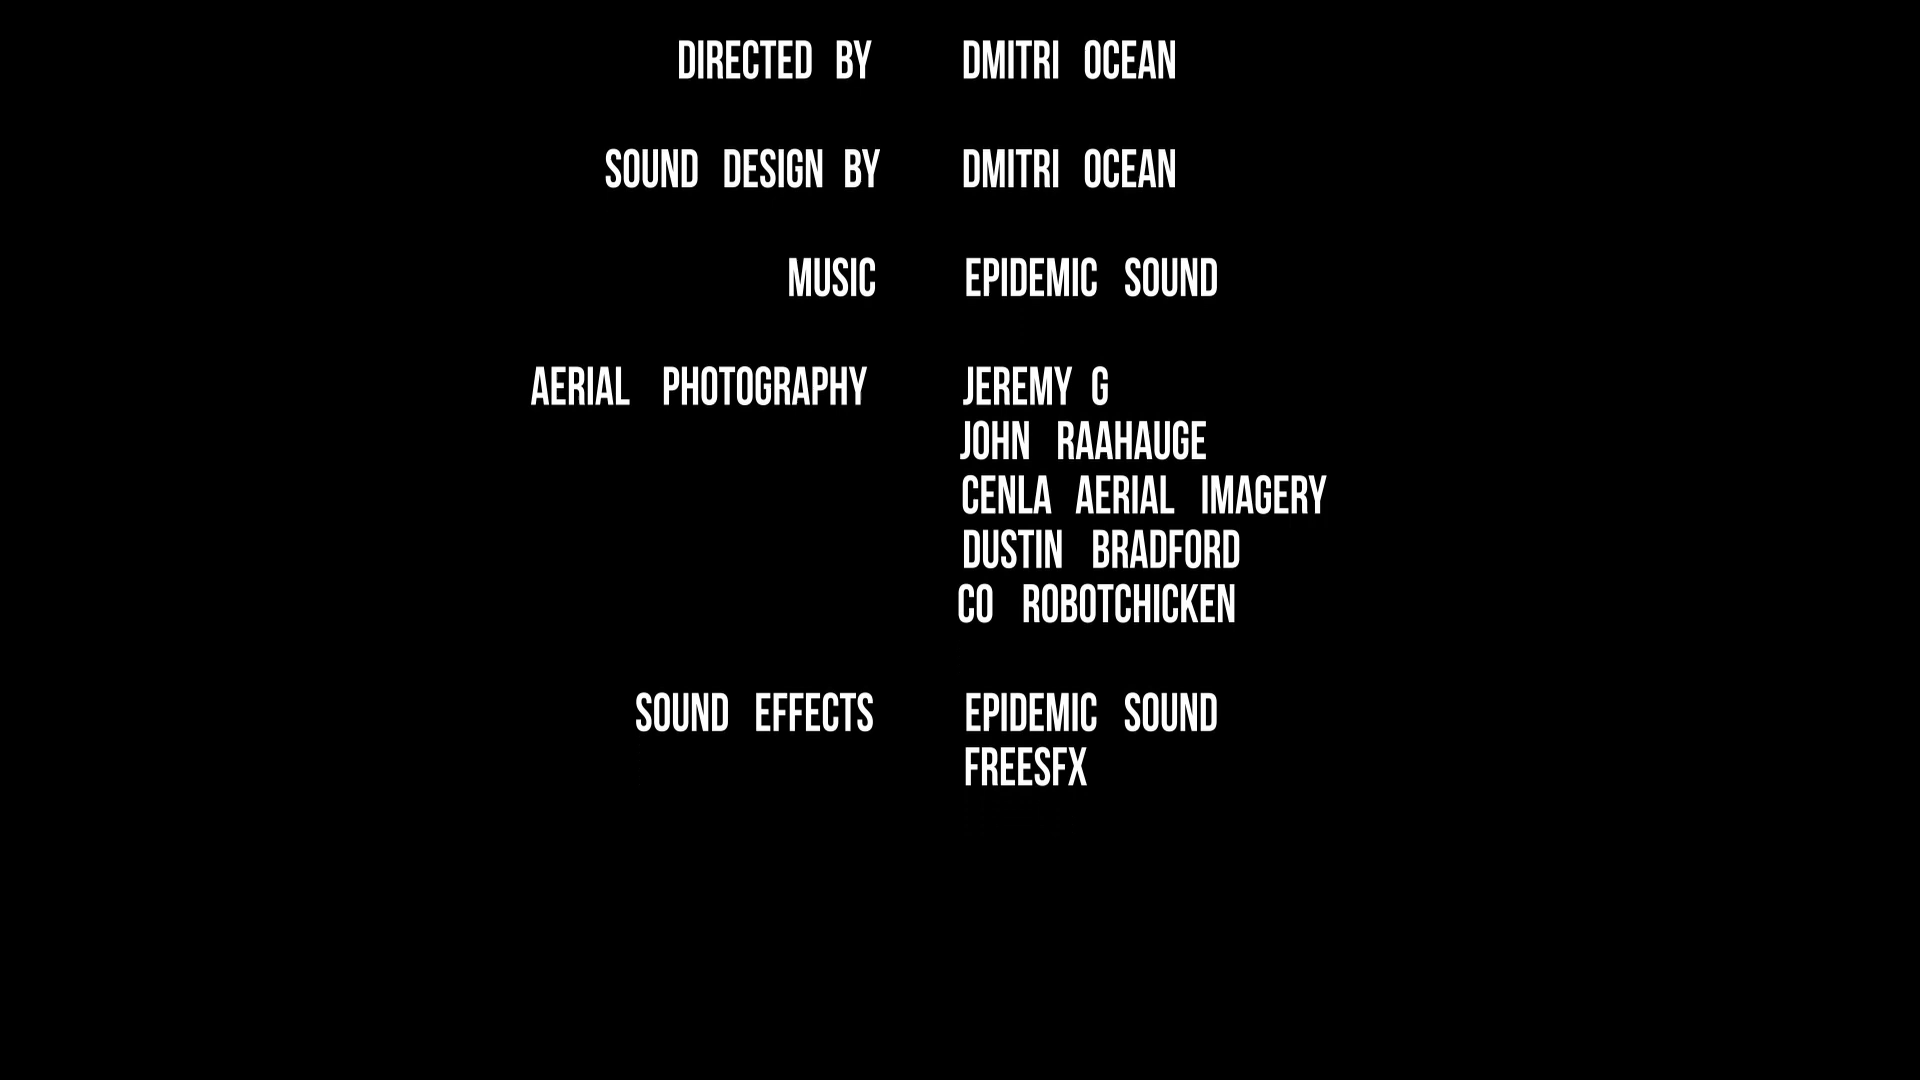 DIRECTED BY DMITRI OCEAN
SOUND DESIGN BY DMITRI OCEAN
MUSIC EPIDEMIC SOUND
AERIAL PHOTOGRAPHY JEREMY G
JOHN RAAHAUGE
CENLA AERIAL IMAGERY
DUSTIN BRADFORD
CO ROBOTCHICKEN
SOUND EFFECTS EPIDEMIC SOUND
FREESFX